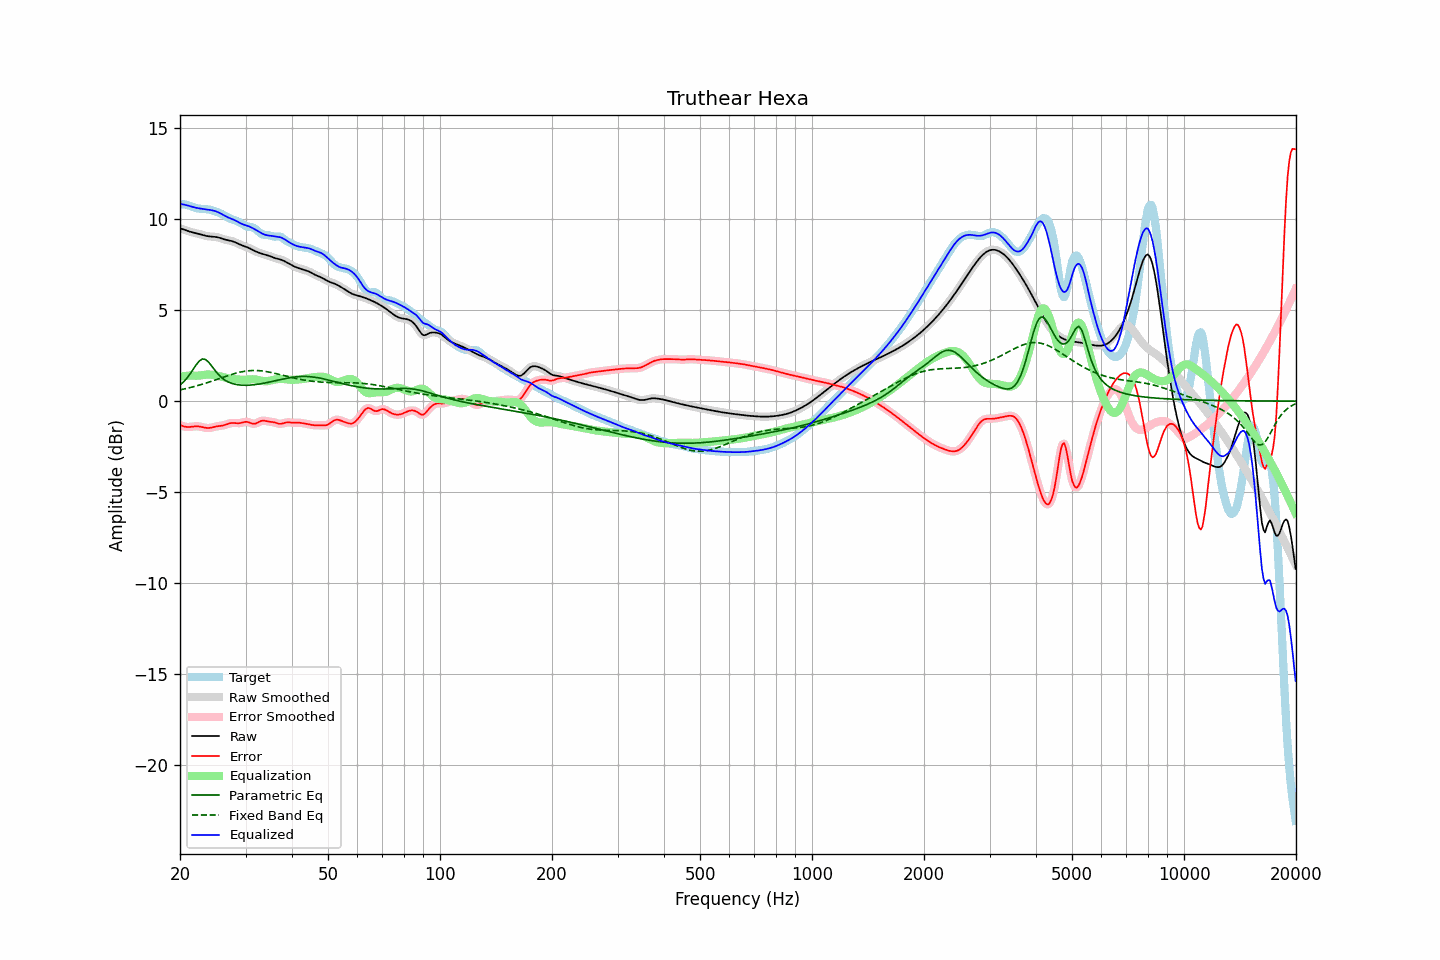 Truthear Hexa
Amplitude (dBr)
15
10
5
0
−5
−10
−15
−20
Target
Raw Smoothed
Error Smoothed
Raw
Error
Equalization
Parametric Eq
Fixed Band Eq
Equalized
20 50 100 200 500 1000 2000 5000 10000 20000
Frequency (Hz)